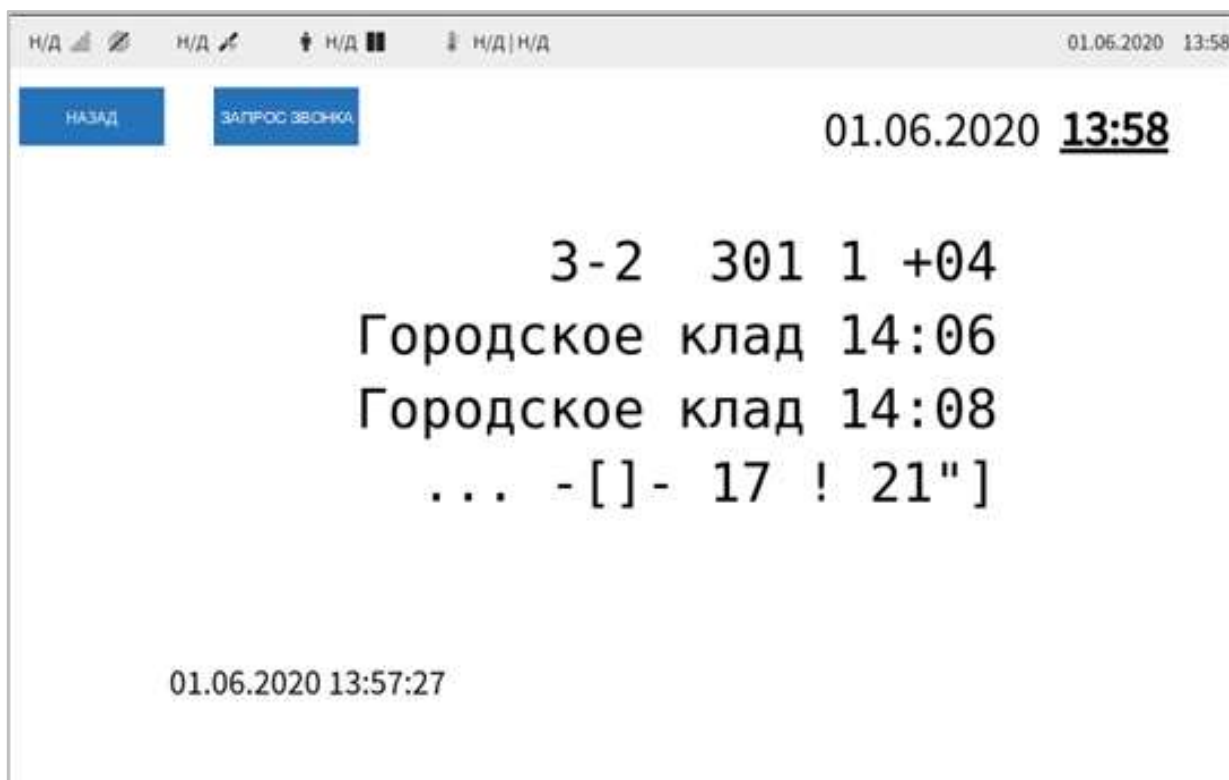 Н/Д Н/Д Н/Д Н/Д|Н/Д 01.06.2020 13:58
НАЗАД ЗАПРОС ЗВОНКА
01.06.2020 13:58
3-2 301 1 +04
Городское клад 14:06
Городское клад 14:08
... -[]- 17 ! 21"]
01.06.2020 13:57:27